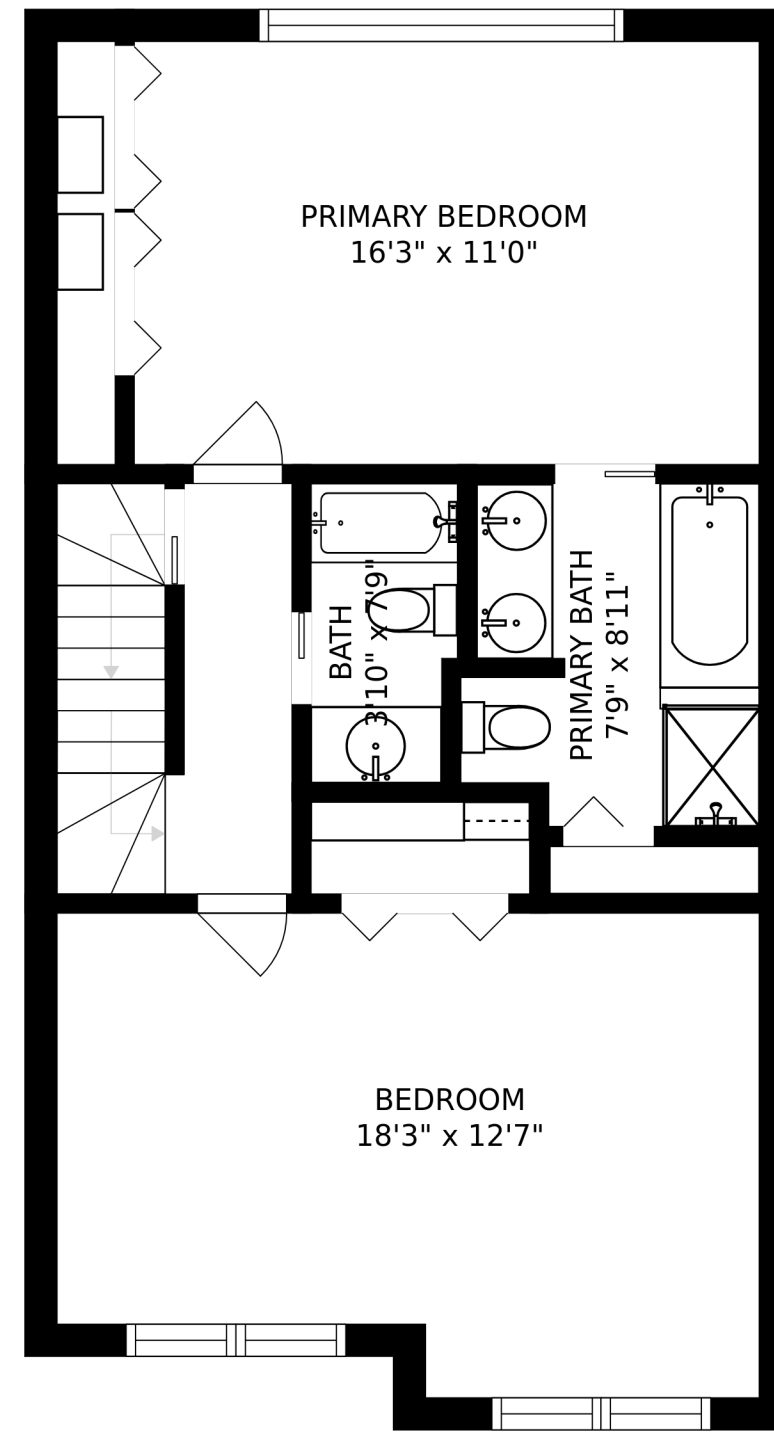 PRIMARY BEDROOM
16'3" x 11'0"
BATH
3'10" x 7'9"
PRIMARY BATH
7'9" x 8'11"
BEDROOM
18'3" x 12'7"